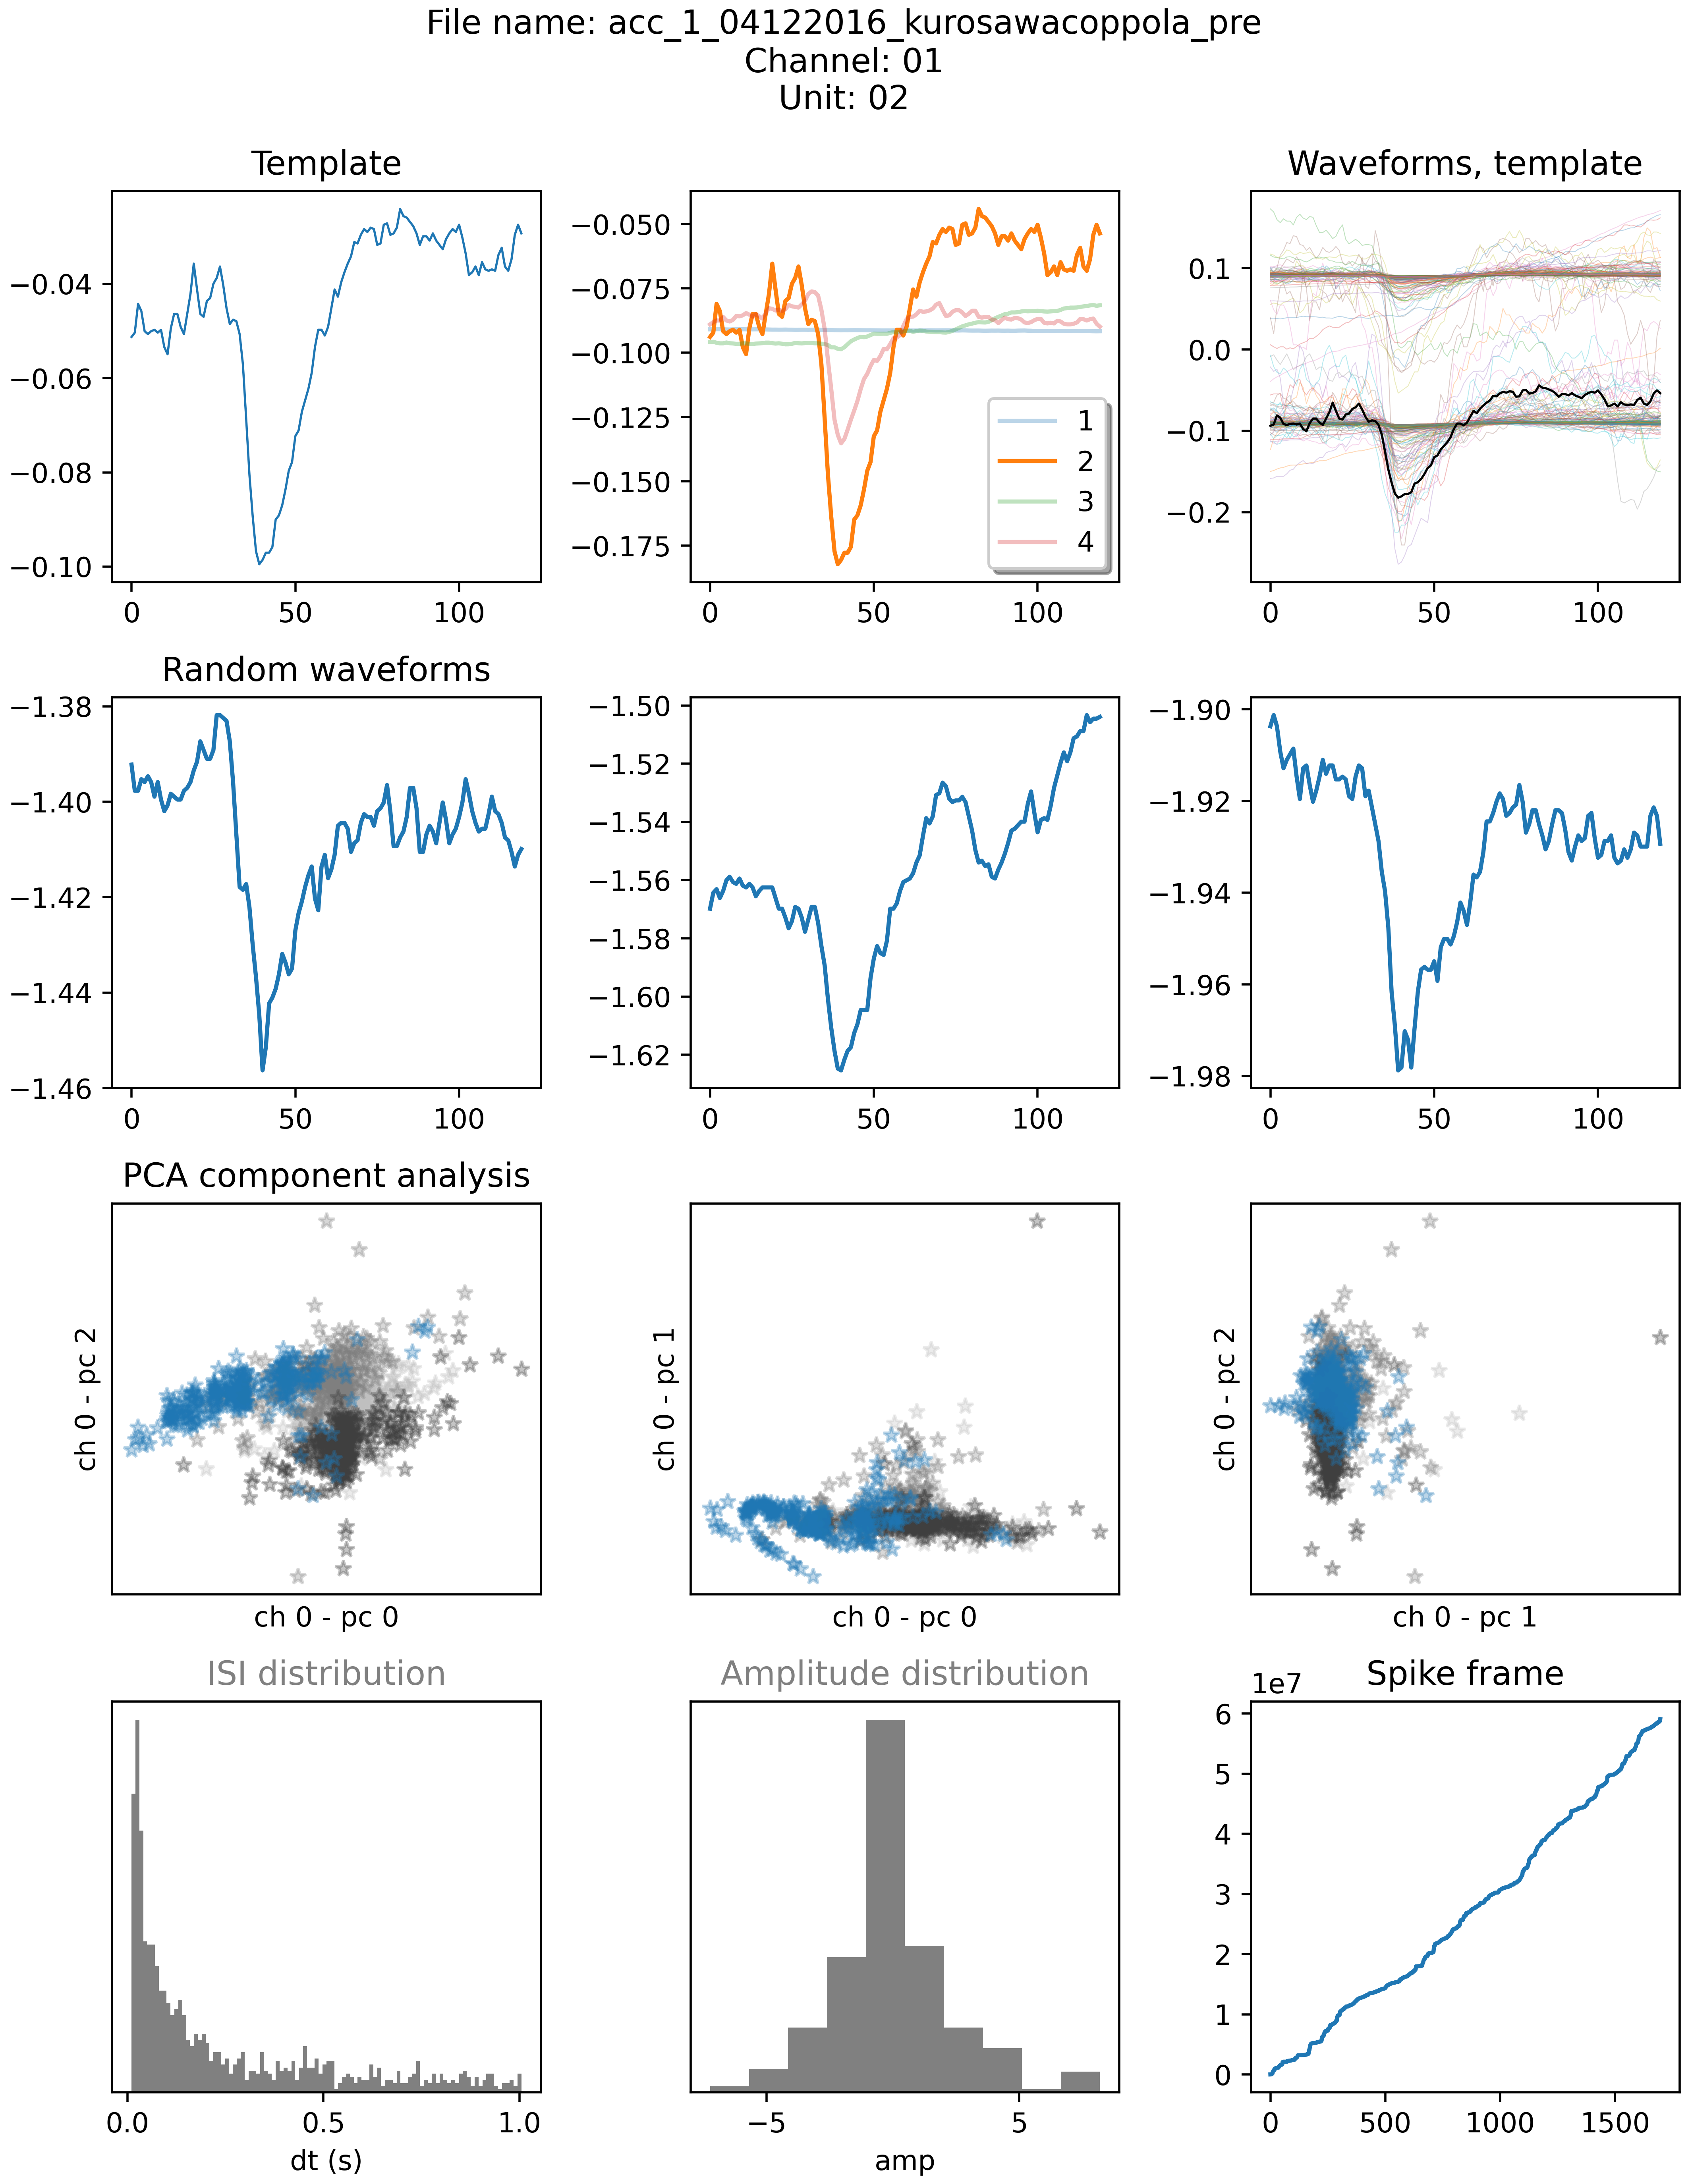 File name: acc_1_04122016_kurosawacoppola_pre
Channel: 01
Unit: 02
Template
Waveforms, template
−0.04
−0.06
−0.08
−0.10
0 50 100
−0.050
−0.075
−0.100
−0.125
−0.150
−0.175
1
2
3
4
0 50 100
0.1
0.0
−0.1
−0.2
0 50 100
Random waveforms
−1.38
−1.40
−1.42
−1.44
−1.46
0 50 100
−1.50
−1.52
−1.54
−1.56
−1.58
−1.60
−1.62
0 50 100
−1.90
−1.92
−1.94
−1.96
−1.98
0 50 100
PCA component analysis
ch 0 - pc 2
ch 0 - pc 0
ch 0 - pc 1
ch 0 - pc 0
ch 0 - pc 2
ch 0 - pc 1
ISI distribution
0.0 0.5 1.0
dt (s)
Amplitude distribution
−5 5
amp
Spike frame
1e7
6
5
4
3
2
1
0
0 500 1000 1500